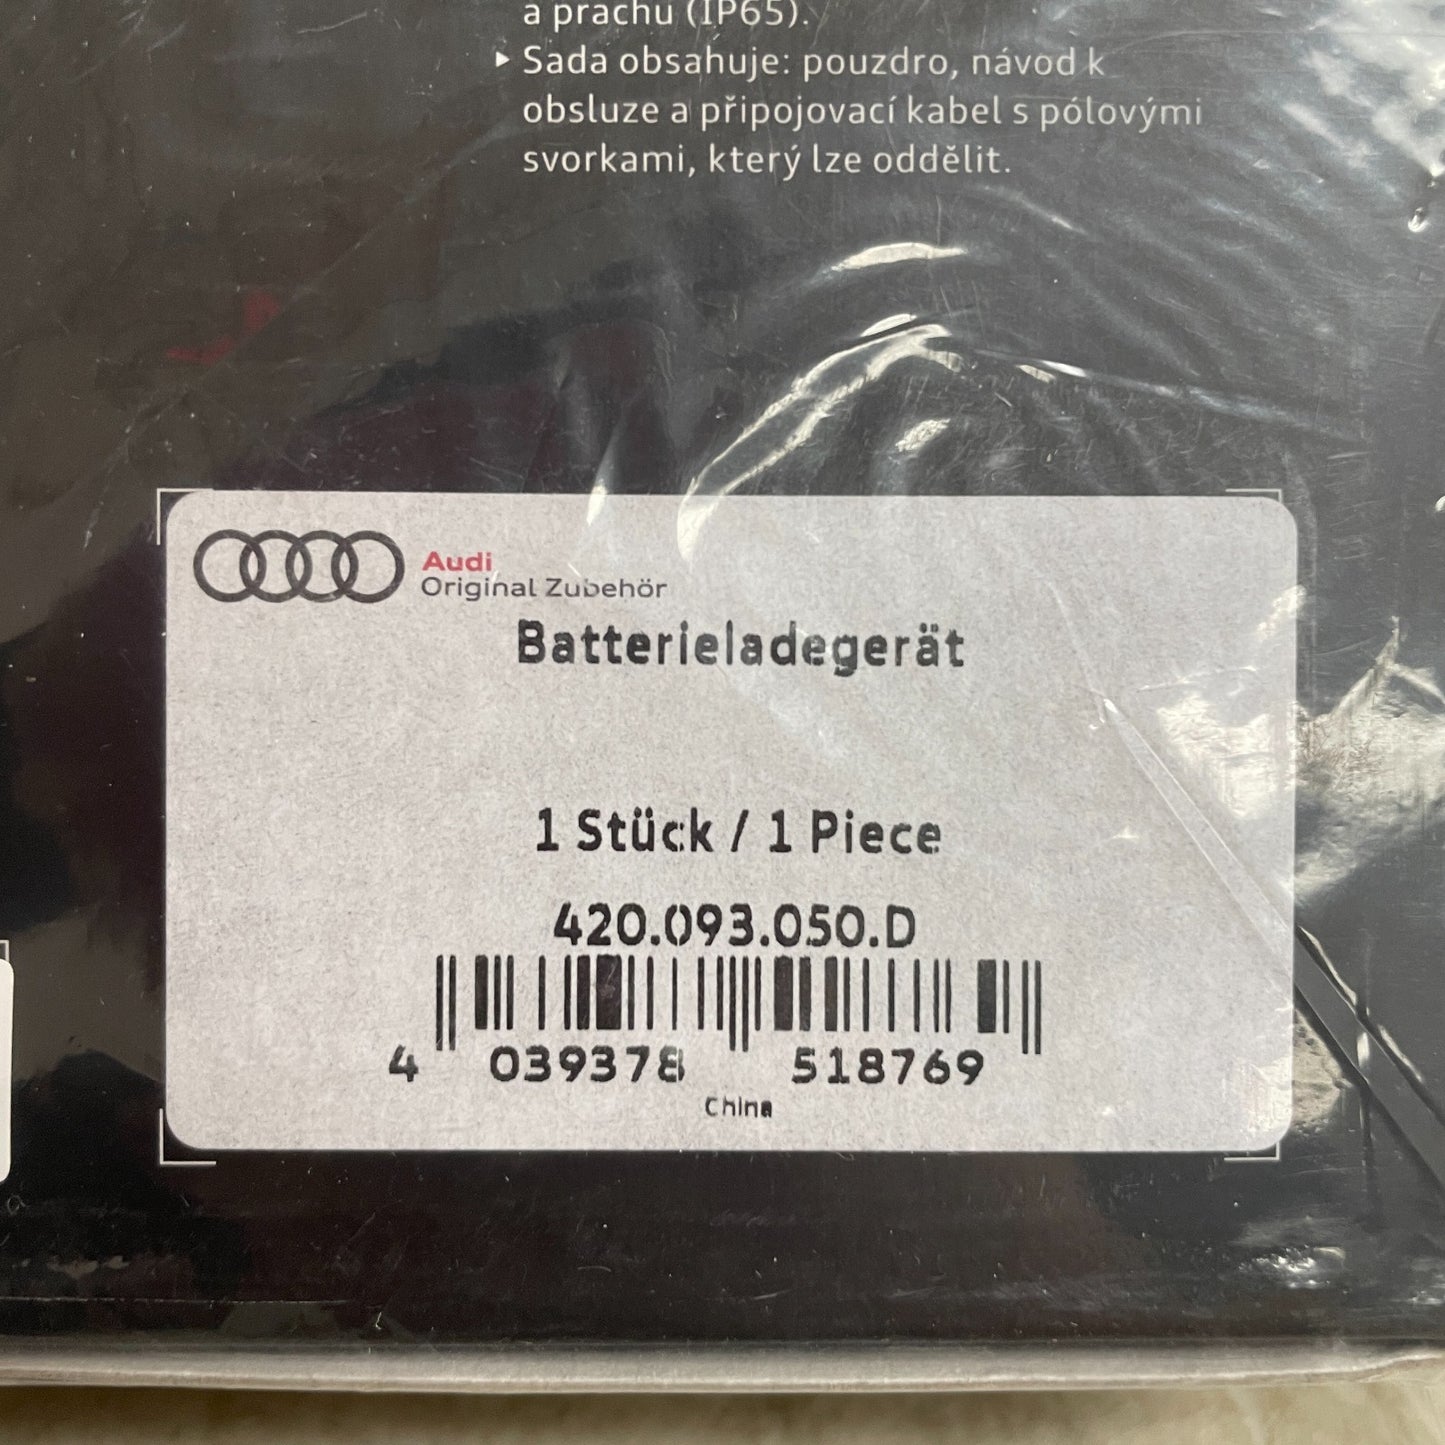 a prachu (IP65).
▸ Sada obsahuje: pouzdro, návod k
obsluze a připojovací kabel s pólovými
svorkami, který lze oddělit.
Audi
Original Zubehör
Batterieladegerät
1 Stück / 1 Piece
420.093.050.D
4 039378 518769
China